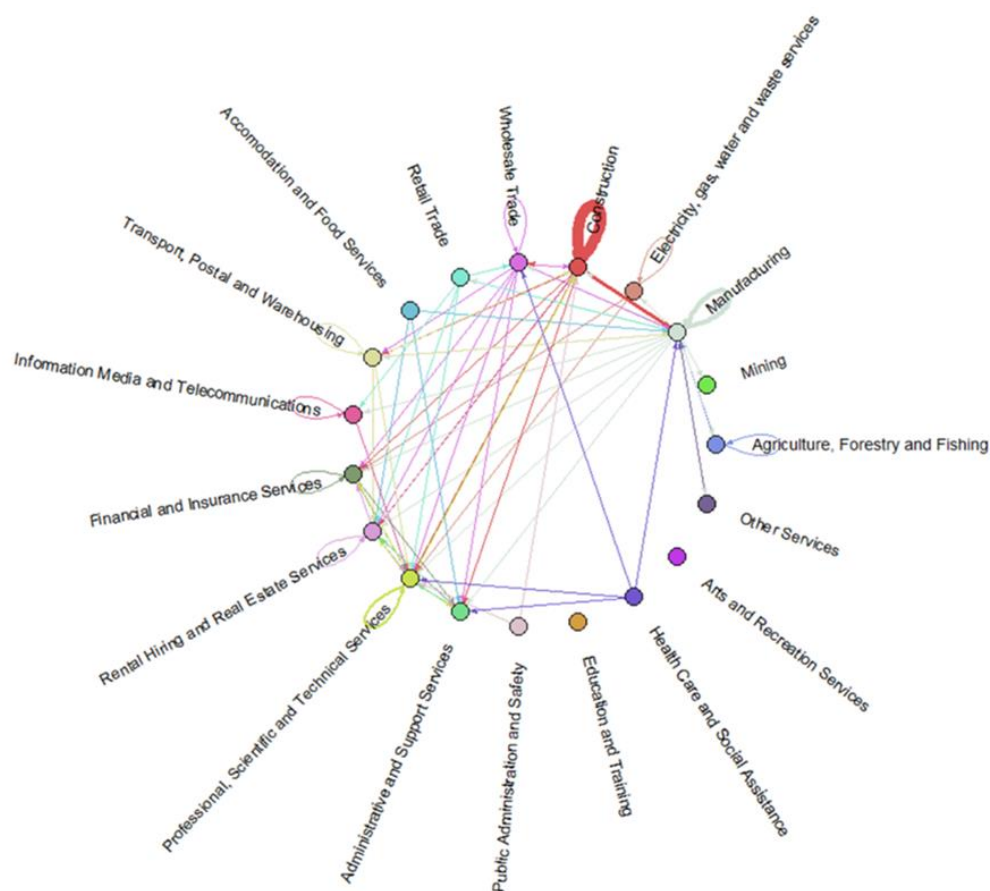 Electricity, gas, water and waste services
Construction
Wholesale Trade
Retail Trade
Accomodation and Food Services
Transport, Postal and Warehousing
Information Media and Telecommunications
Financial and Insurance Services
Rental Hiring and Real Estate Services
Professional, Scientific and Technical Services
Administrative and Support Services
Public Administration and Safety
Education and Training
Health Care and Social Assistance
Arts and Recreation Services
Other Services
Agriculture, Forestry and Fishing
Mining
Manufacturing